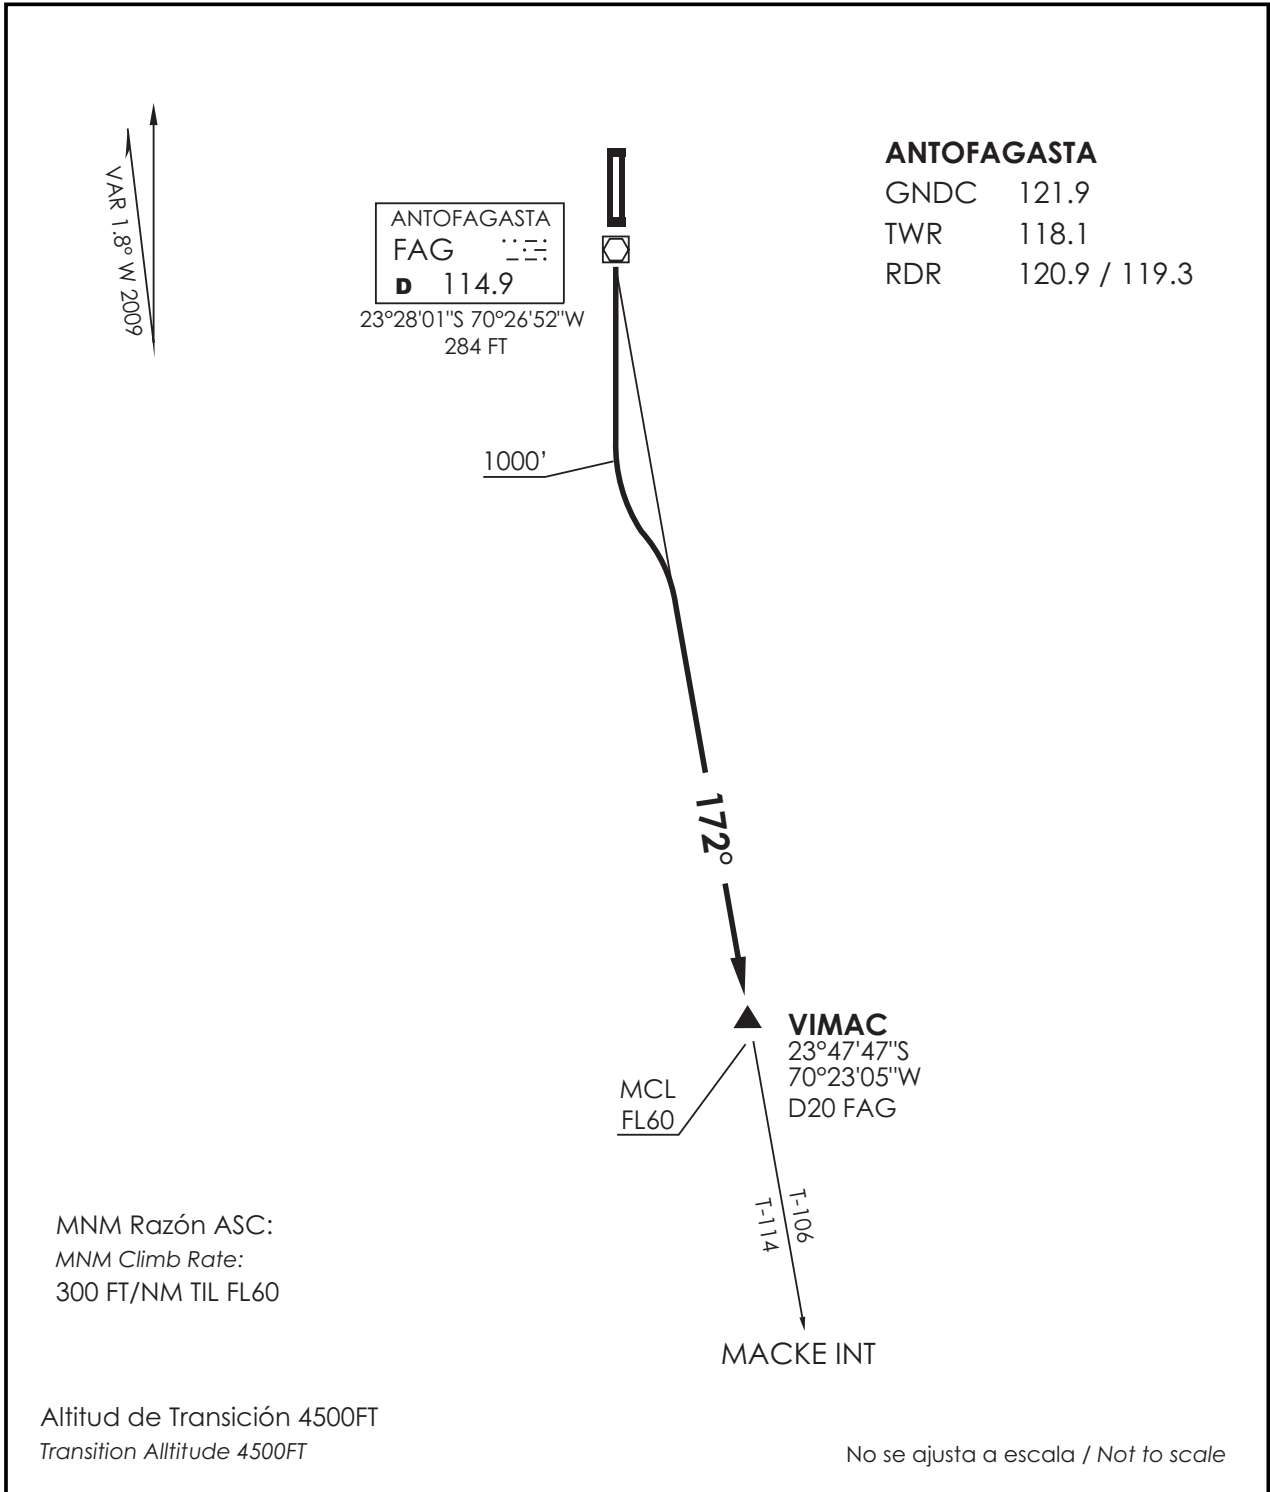 VAR 1.8° W 2009
ANTOFAGASTA
FAG
D 114.9
23°28'01"S 70°26'52"W
284 FT
ANTOFAGASTA
GNDC 121.9
TWR 118.1
RDR 120.9 / 119.3
1000’
172°
VIMAC
23°47'47"S
70°23'05"W
D20 FAG
MCL
FL60
T-106
T-114
MACKE INT
MNM Razón ASC:
MNM Climb Rate:
300 FT/NM TIL FL60
Altitud de Transición 4500FT
Transition Alltitude 4500FT
No se ajusta a escala / Not to scale